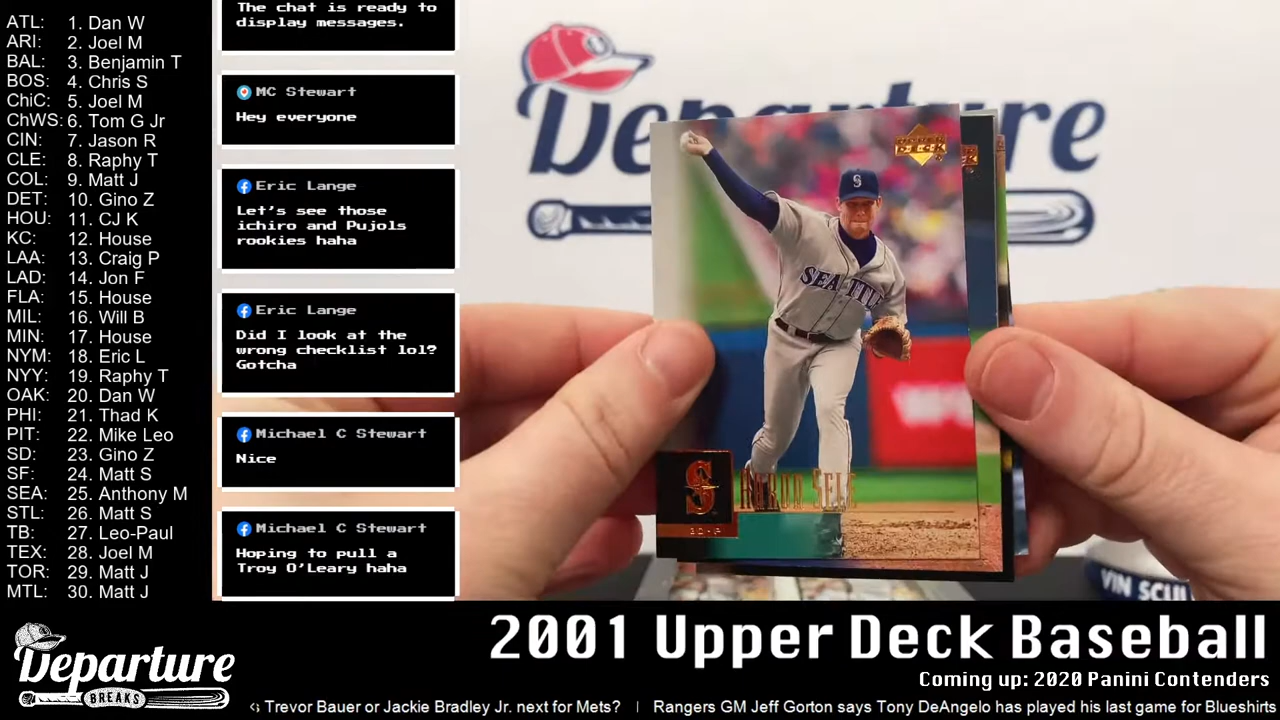 ATL: 1. Dan W
ARI: 2. Joel M
BAL: 3. Benjamin T
BOS: 4. Chris S
ChiC: 5. Joel M
ChWS: 6. Tom G Jr
CIN: 7. Jason R
CLE: 8. Raphy T
COL: 9. Matt J
DET: 10. Gino Z
HOU: 11. CJ K
KC: 12. House
LAA: 13. Craig P
LAD: 14. Jon F
FLA: 15. House
MIL: 16. Will B
MIN: 17. House
NYM: 18. Eric L
NYY: 19. Raphy T
OAK: 20. Dan W
PHI: 21. Thad K
PIT: 22. Mike Leo
SD: 23. Gino Z
SF: 24. Matt S
SEA: 25. Anthony M
STL: 26. Matt S
TB: 27. Leo-Paul
TEX: 28. Joel M
TOR: 29. Matt J
MTL: 30. Matt J
The chat is ready to
display messages.
MC Stewart
Hey everyone
Eric Lange
Let's see those
ichiro and Pujols
rookies haha
Eric Lange
Did I look at the
wrong checklist lol?
Gotcha
Michael C Stewart
Nice
Michael C Stewart
Hoping to pull a
Troy O'Leary haha
Departure
UPPER
DECK
S
SEATTLE
S
AARON SELE
VIN SCUL
Departure
BREAKS
2001 Upper Deck Baseball
Coming up: 2020 Panini Contenders
Trevor Bauer or Jackie Bradley Jr. next for Mets? | Rangers GM Jeff Gorton says Tony DeAngelo has played his last game for Blueshirts